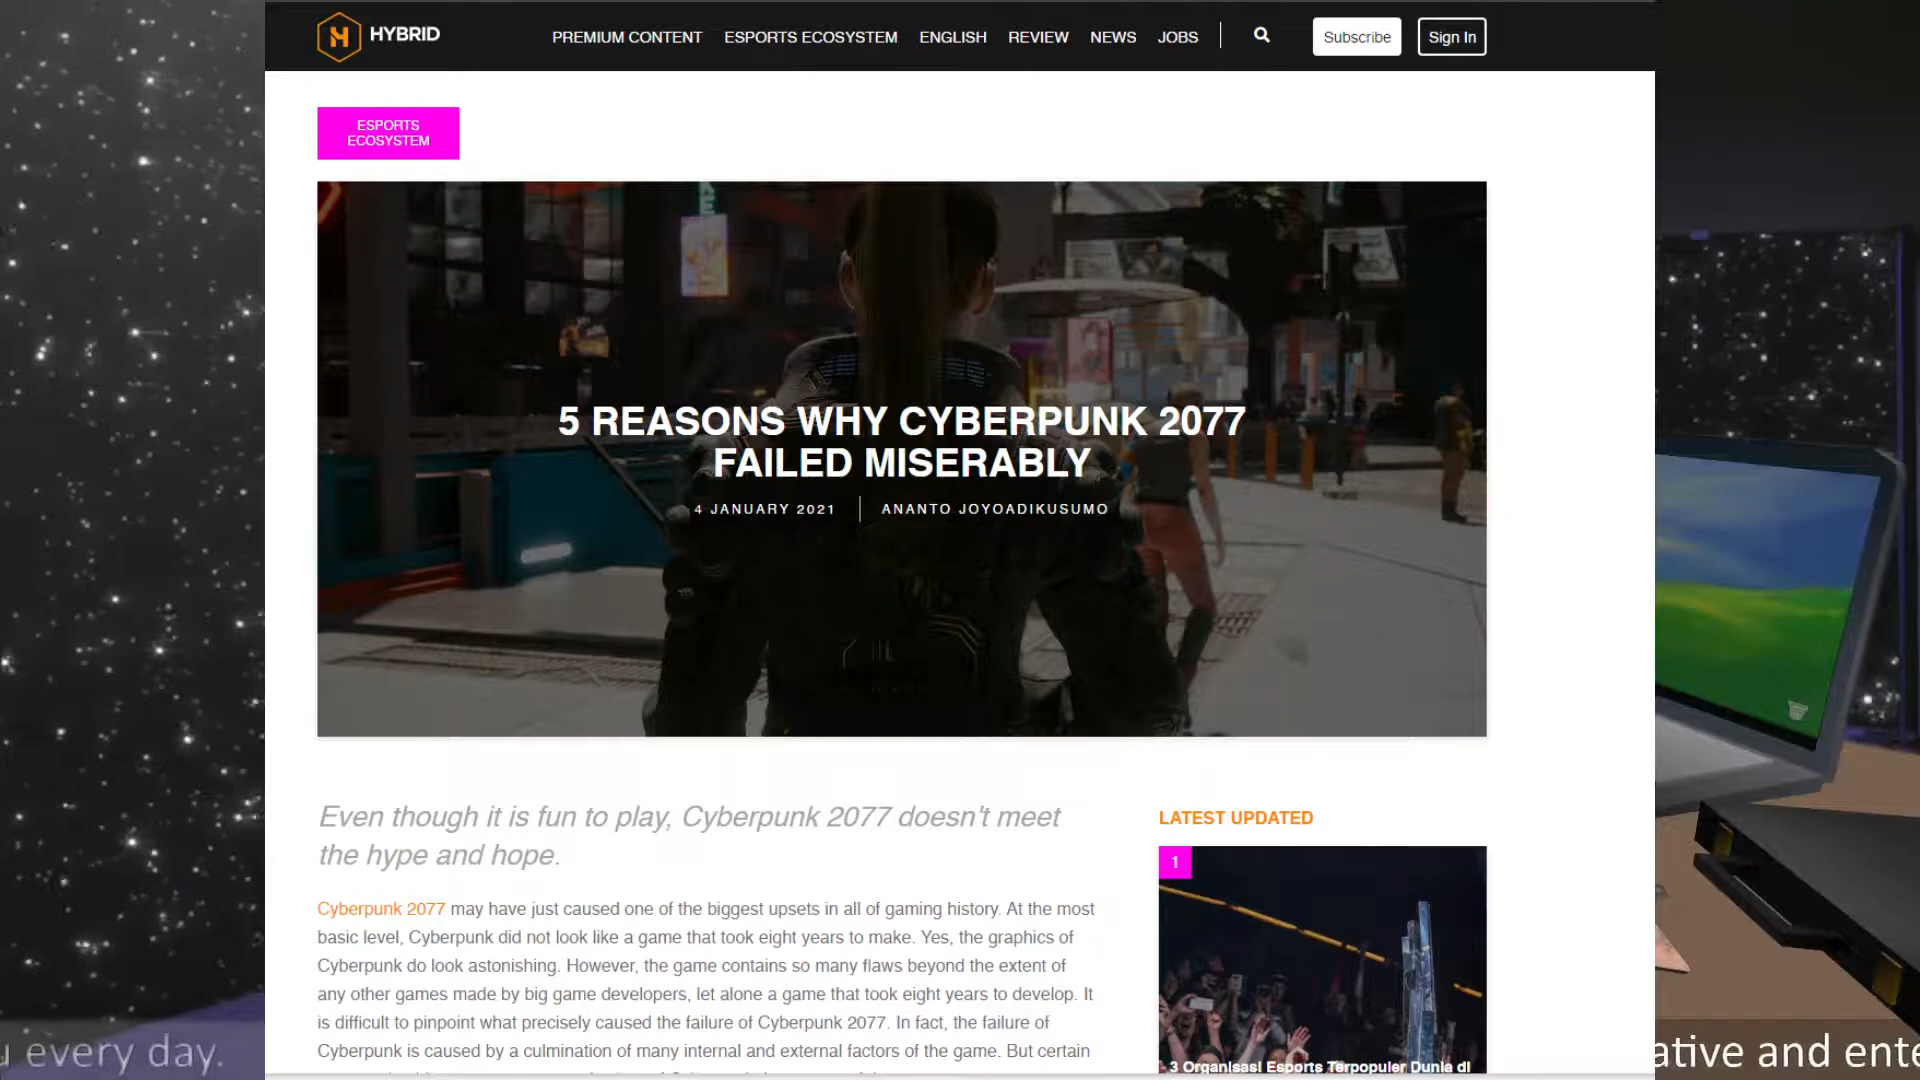 HYBRID
PREMIUM CONTENT
ESPORTS ECOSYSTEM
ENGLISH
REVIEW
NEWS
JOBS
Subscribe
Sign In
ESPORTS
ECOSYSTEM
5 REASONS WHY CYBERPUNK 2077
FAILED MISERABLY
4 JANUARY 2021
ANANTO JOYOADIKUSUMO
Even though it is fun to play, Cyberpunk 2077 doesn't meet
the hype and hope.
Cyberpunk 2077 may have just caused one of the biggest upsets in all of gaming history. At the most
basic level, Cyberpunk did not look like a game that took eight years to make. Yes, the graphics of
Cyberpunk do look astonishing. However, the game contains so many flaws beyond the extent of
any other games made by big game developers, let alone a game that took eight years to develop. It
is difficult to pinpoint what precisely caused the failure of Cyberpunk 2077. In fact, the failure of
Cyberpunk is caused by a culmination of many internal and external factors of the game. But certain
LATEST UPDATED
1
3 Organisasi Esports Terpopuler Dunia di
u every day.
ative and ente